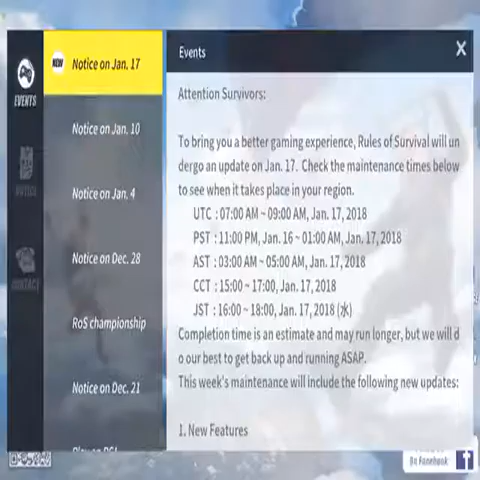 EVENTS
NOTICE
CONTACT
NEW
Notice on Jan. 17
Notice on Jan. 10
Notice on Jan. 4
Notice on Dec. 28
RoS championship
Notice on Dec. 21
Events
X
Attention Survivors:
To bring you a better gaming experience, Rules of Survival will un
dergo an update on Jan. 17. Check the maintenance times below
to see when it takes place in your region.
UTC : 07:00 AM ~ 09:00 AM, Jan. 17, 2018
PST : 11:00 PM, Jan. 16 ~ 01:00 AM, Jan. 17, 2018
AST : 03:00 AM ~ 05:00 AM, Jan. 17, 2018
CCT : 15:00 ~ 17:00, Jan. 17, 2018
JST : 16:00 ~ 18:00, Jan. 17, 2018 (水)
Completion time is an estimate and may run longer, but we will d
o our best to get back up and running ASAP.
This week's maintenance will include the following new updates:
1. New Features
On Facebook
f